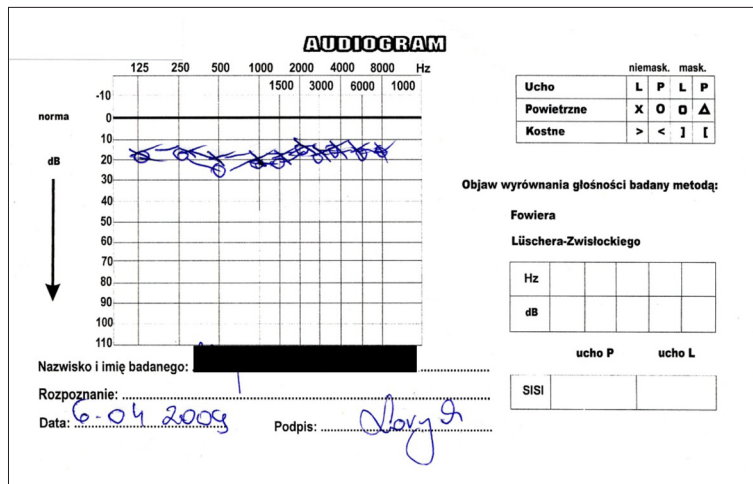 AUDIOGRAM
125 250 500 1000 2000 4000 8000 Hz
1500 3000 6000 1000
-10
norma 0
10
dB 20
30
40
50
60
70
80
90
100
110
niemask. mask.
Ucho L P L P
Powietrzne X O O Δ
Kostne > < ] [
Objaw wyrównania głośności badany metodą:
Fowiera
Lüschera-Zwisłockiego
Hz
dB
ucho P ucho L
SISI
Nazwisko i imię badanego:
Rozpoznanie:
Data: 6.04 2009
Podpis: